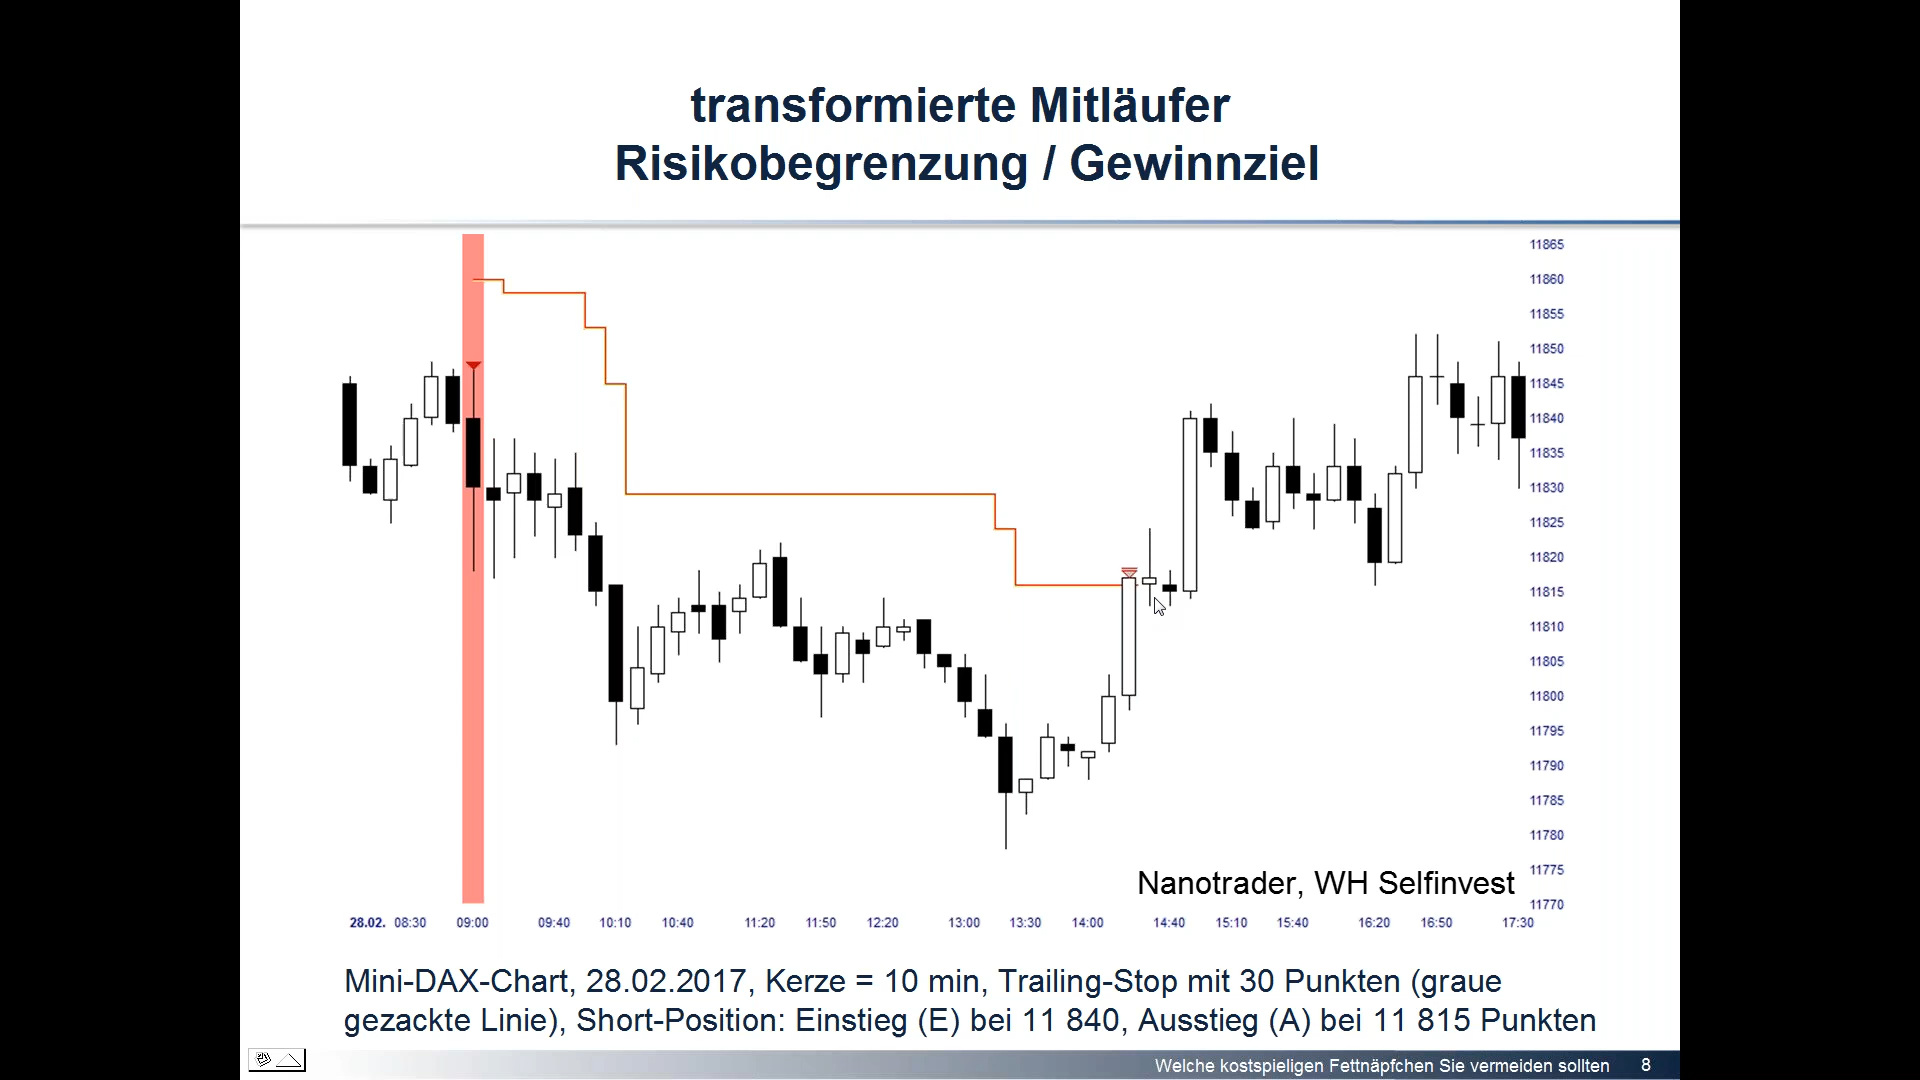 transformierte Mitläufer
Risikobegrenzung / Gewinnziel
11865
11860
11855
11850
11845
11840
11835
11830
11825
11820
11815
11810
11805
11800
11795
11790
11785
11780
11775
11770
Nanotrader, WH Selfinvest
28.02. 08:30 09:00 09:40 10:10 10:40 11:20 11:50 12:20 13:00 13:30 14:00 14:40 15:10 15:40 16:20 16:50 17:30
Mini-DAX-Chart, 28.02.2017, Kerze = 10 min, Trailing-Stop mit 30 Punkten (graue
gezackte Linie), Short-Position: Einstieg (E) bei 11 840, Ausstieg (A) bei 11 815 Punkten
Welche kostspieligen Fettnäpfchen Sie vermeiden sollten 8